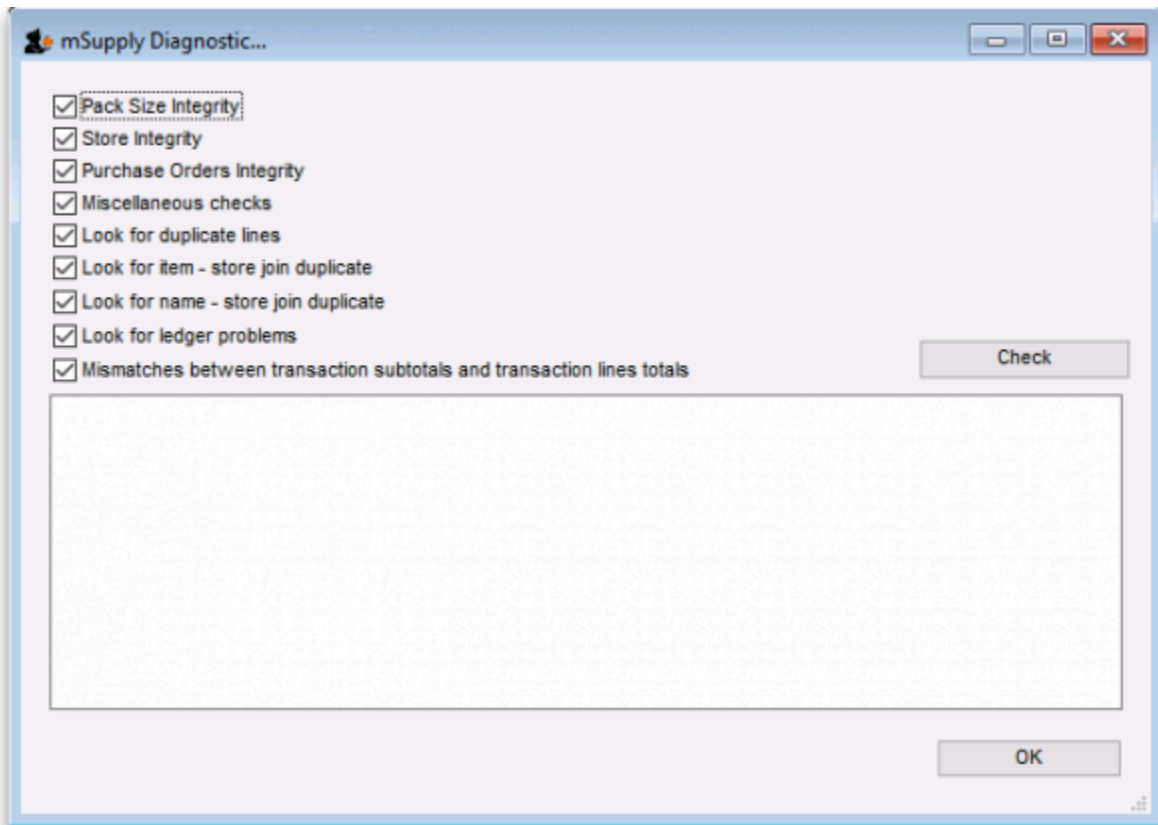 mSupply Diagnostic...
Pack Size Integrity
Store Integrity
Purchase Orders Integrity
Miscellaneous checks
Look for duplicate lines
Look for item - store join duplicate
Look for name - store join duplicate
Look for ledger problems
Mismatches between transaction subtotals and transaction lines totals
Check
OK